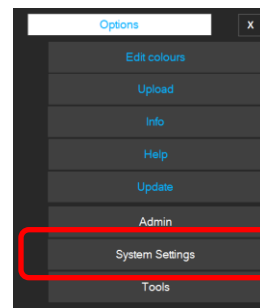 Options
X
Edit colours
Upload
Info
Help
Update
Admin
System Settings
Tools